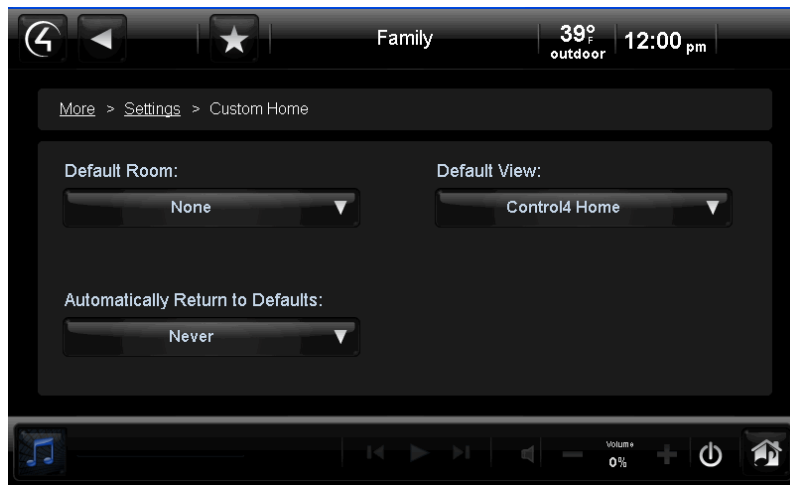 Family
39°F
outdoor
12:00 pm
More > Settings > Custom Home
Default Room:
Default View:
None
Control4 Home
Automatically Return to Defaults:
Never
Volume
0%